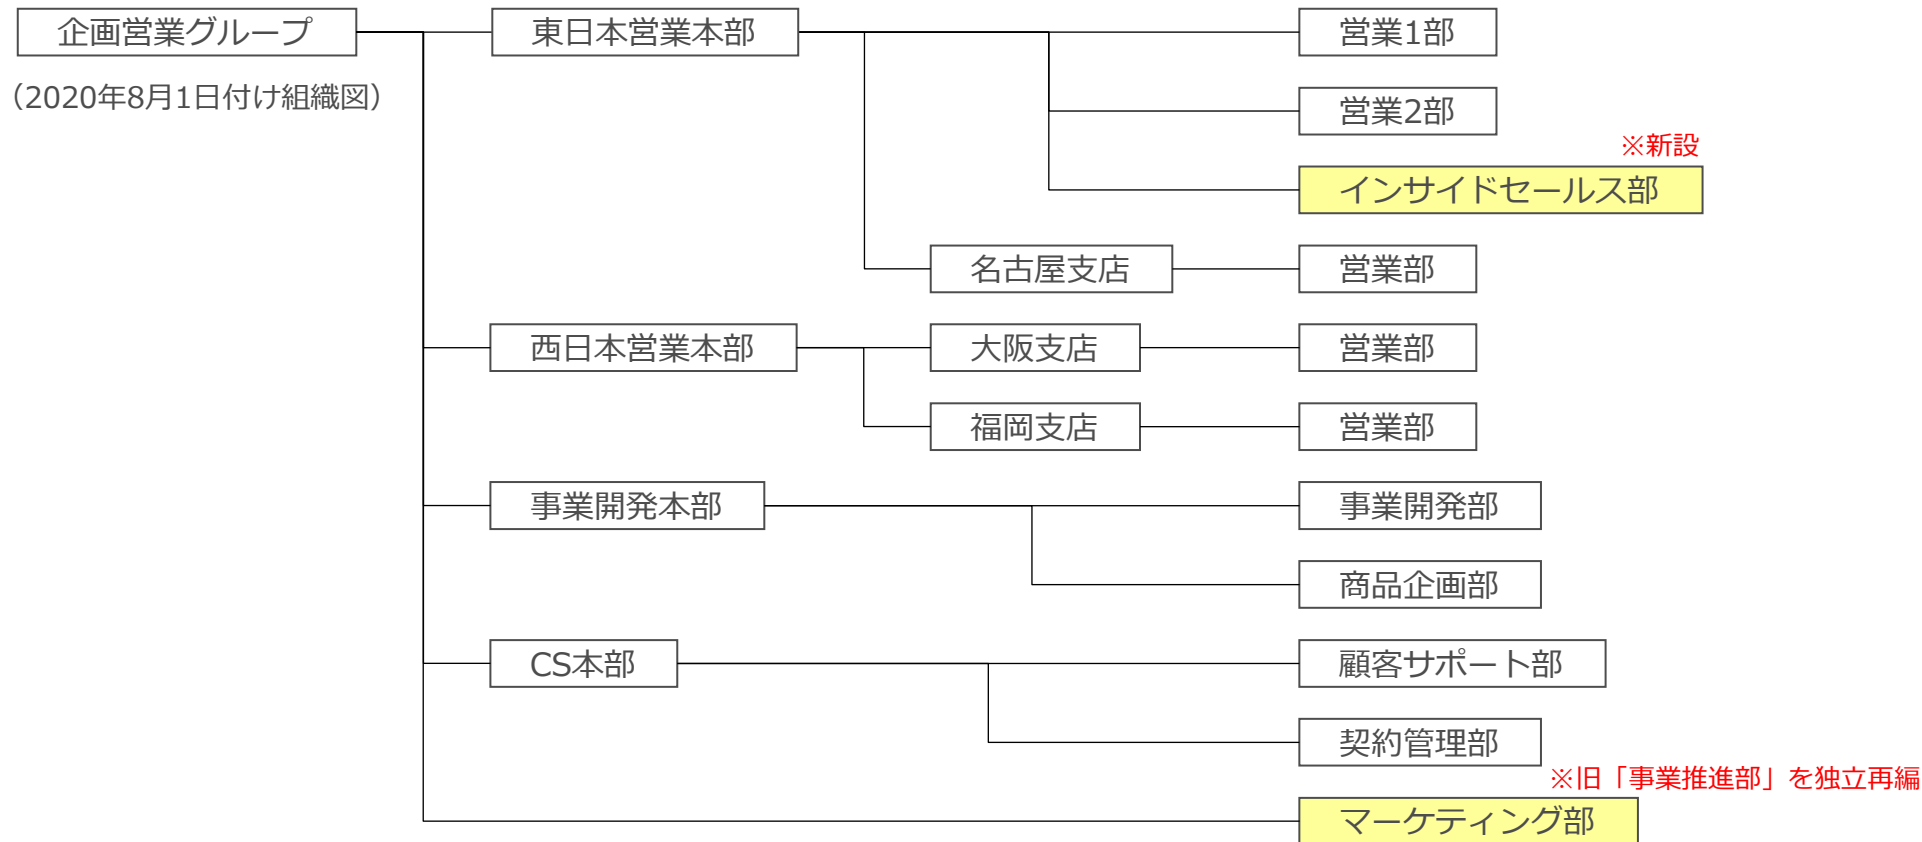 企画営業グループ
東日本営業本部
営業1部
（2020年8月1日付け組織図）
営業2部
※新設
インサイドセールス部
名古屋支店
営業部
西日本営業本部
大阪支店
営業部
福岡支店
営業部
事業開発本部
事業開発部
商品企画部
CS本部
顧客サポート部
契約管理部
※旧「事業推進部」を独立再編
マーケティング部